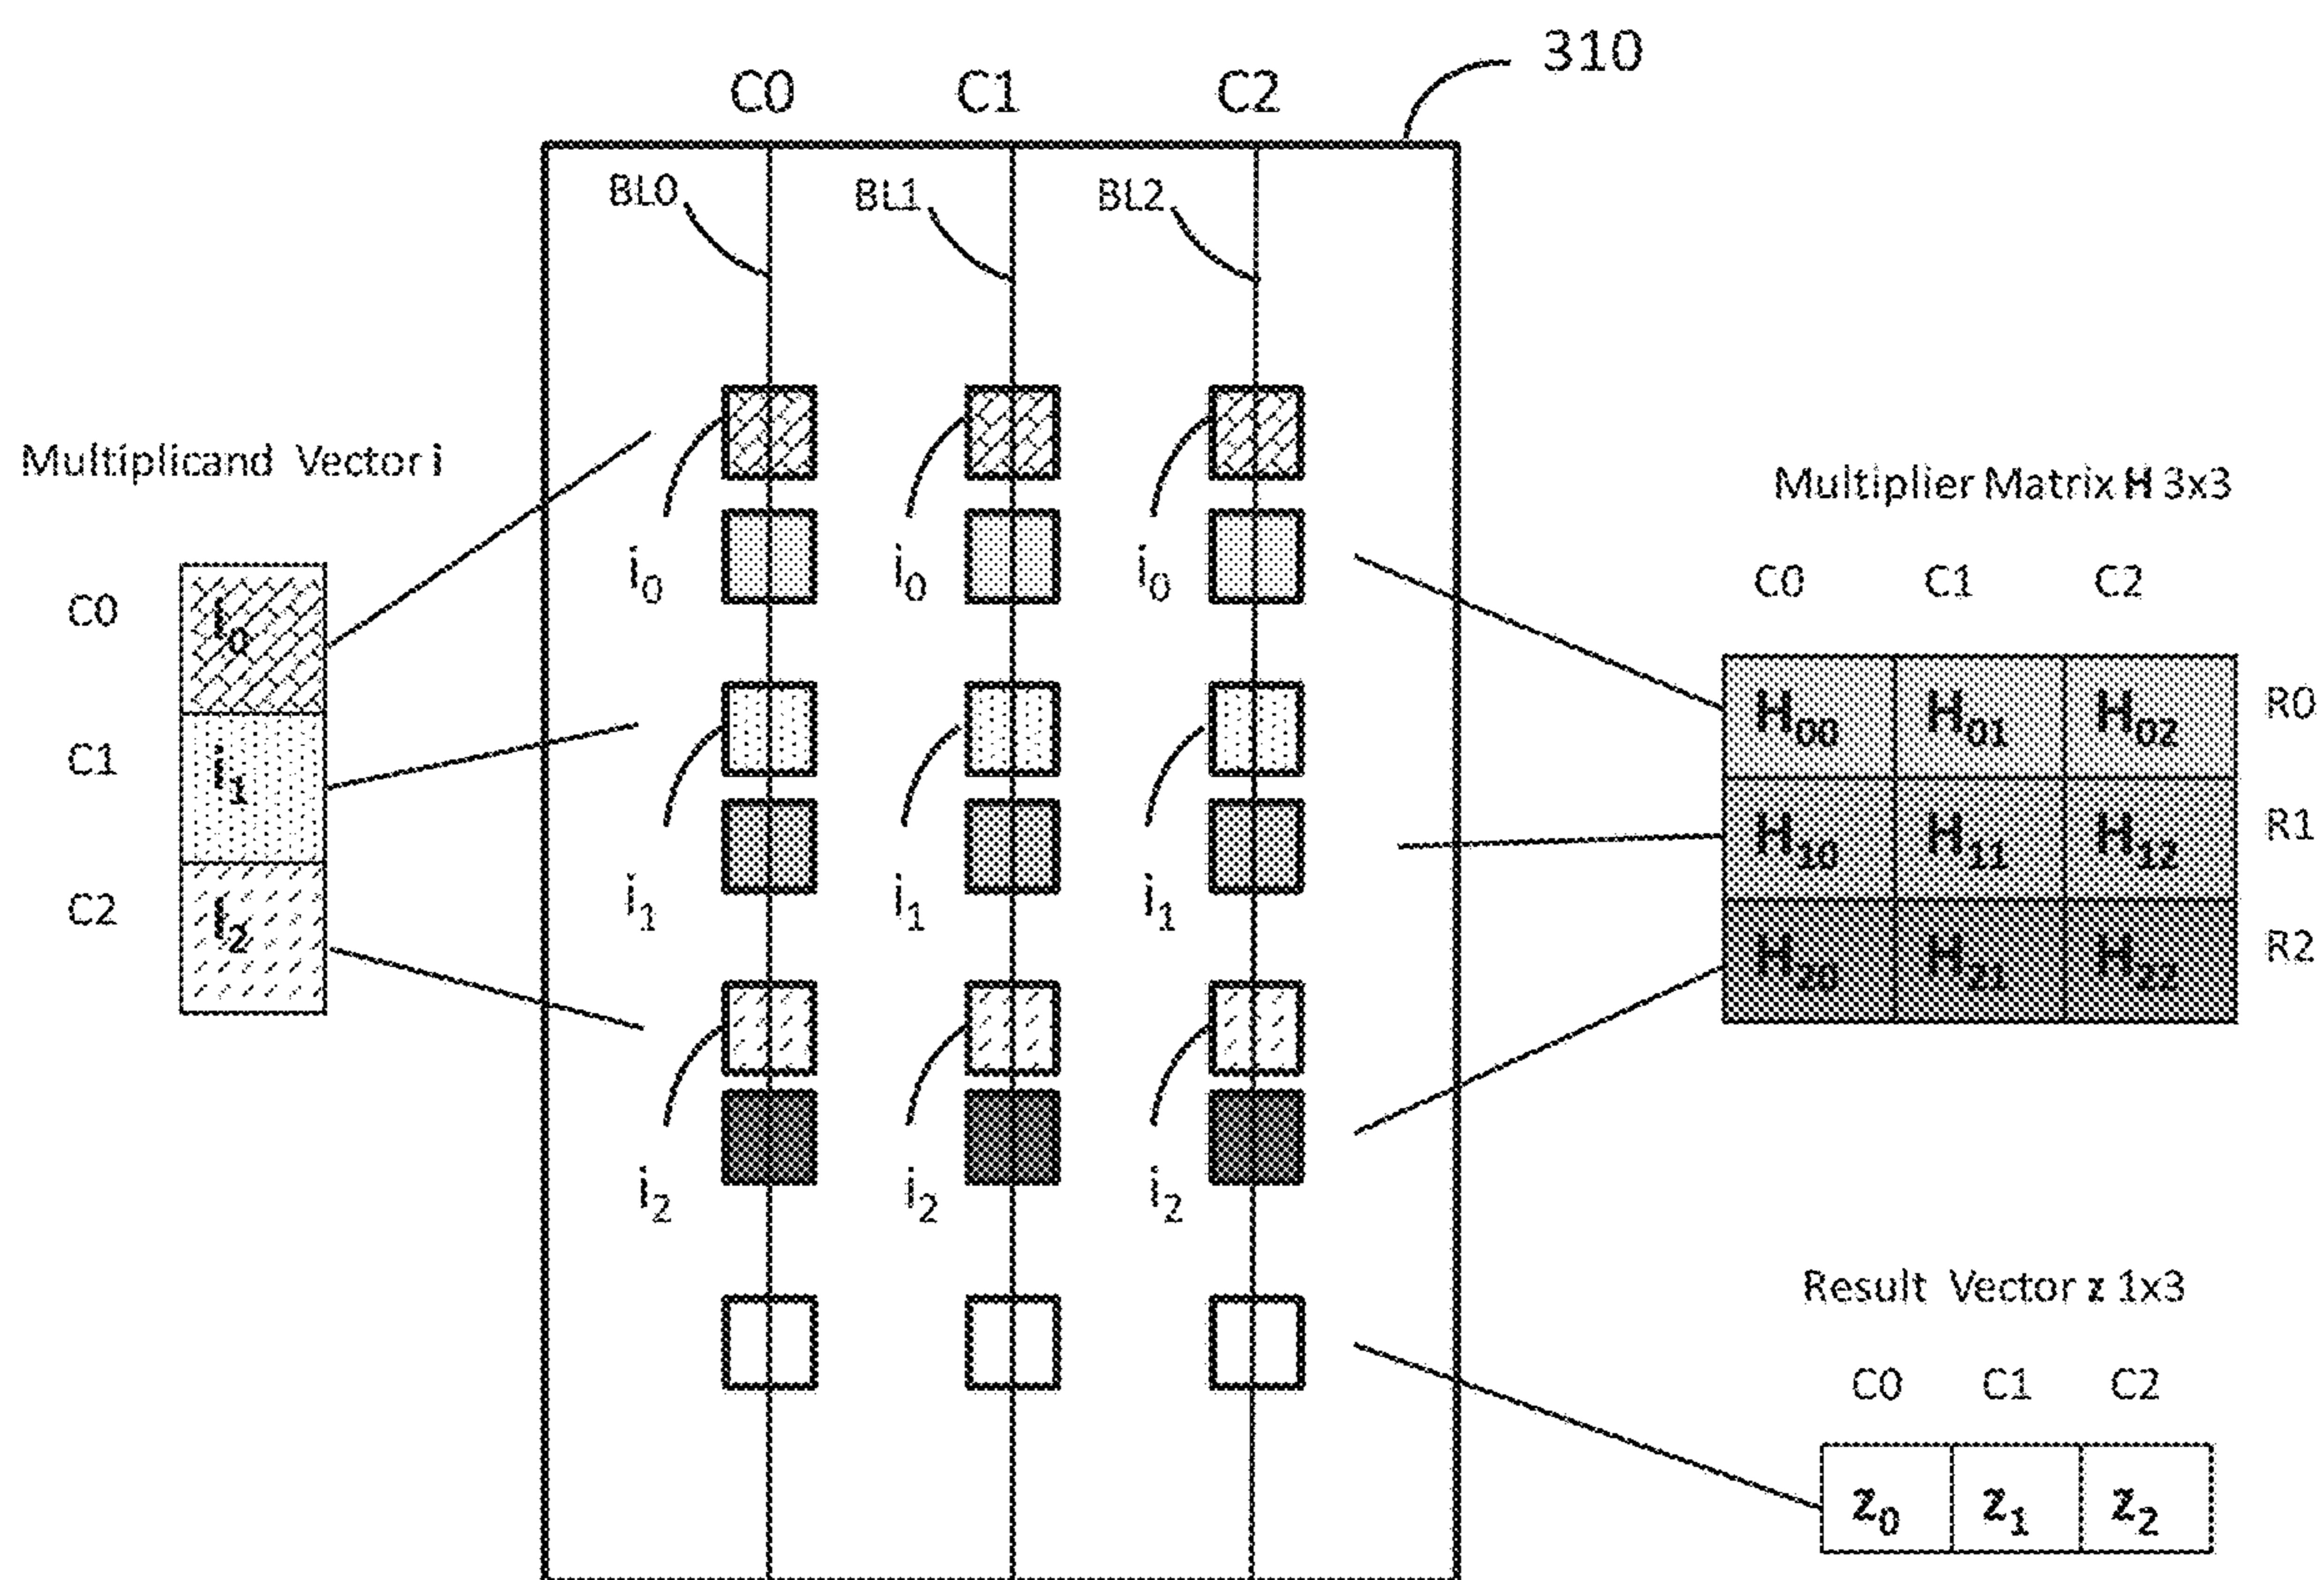 310
C0 C1 C2
BL0 BL1 BL2
Multiplicand Vector i
Multiplier Matrix H 3x3
C0 C1 C2
i₀ i₀ i₀
C0 i₀
H₀₀ H₀₁ H₀₂ R0
C1 i₁
H₁₀ H₁₁ H₁₂ R1
C2 i₂
i₁ i₁ i₁
H₂₀ H₂₁ H₂₂ R2
i₂ i₂ i₂
Result Vector z 1x3
C0 C1 C2
z₀ z₁ z₂